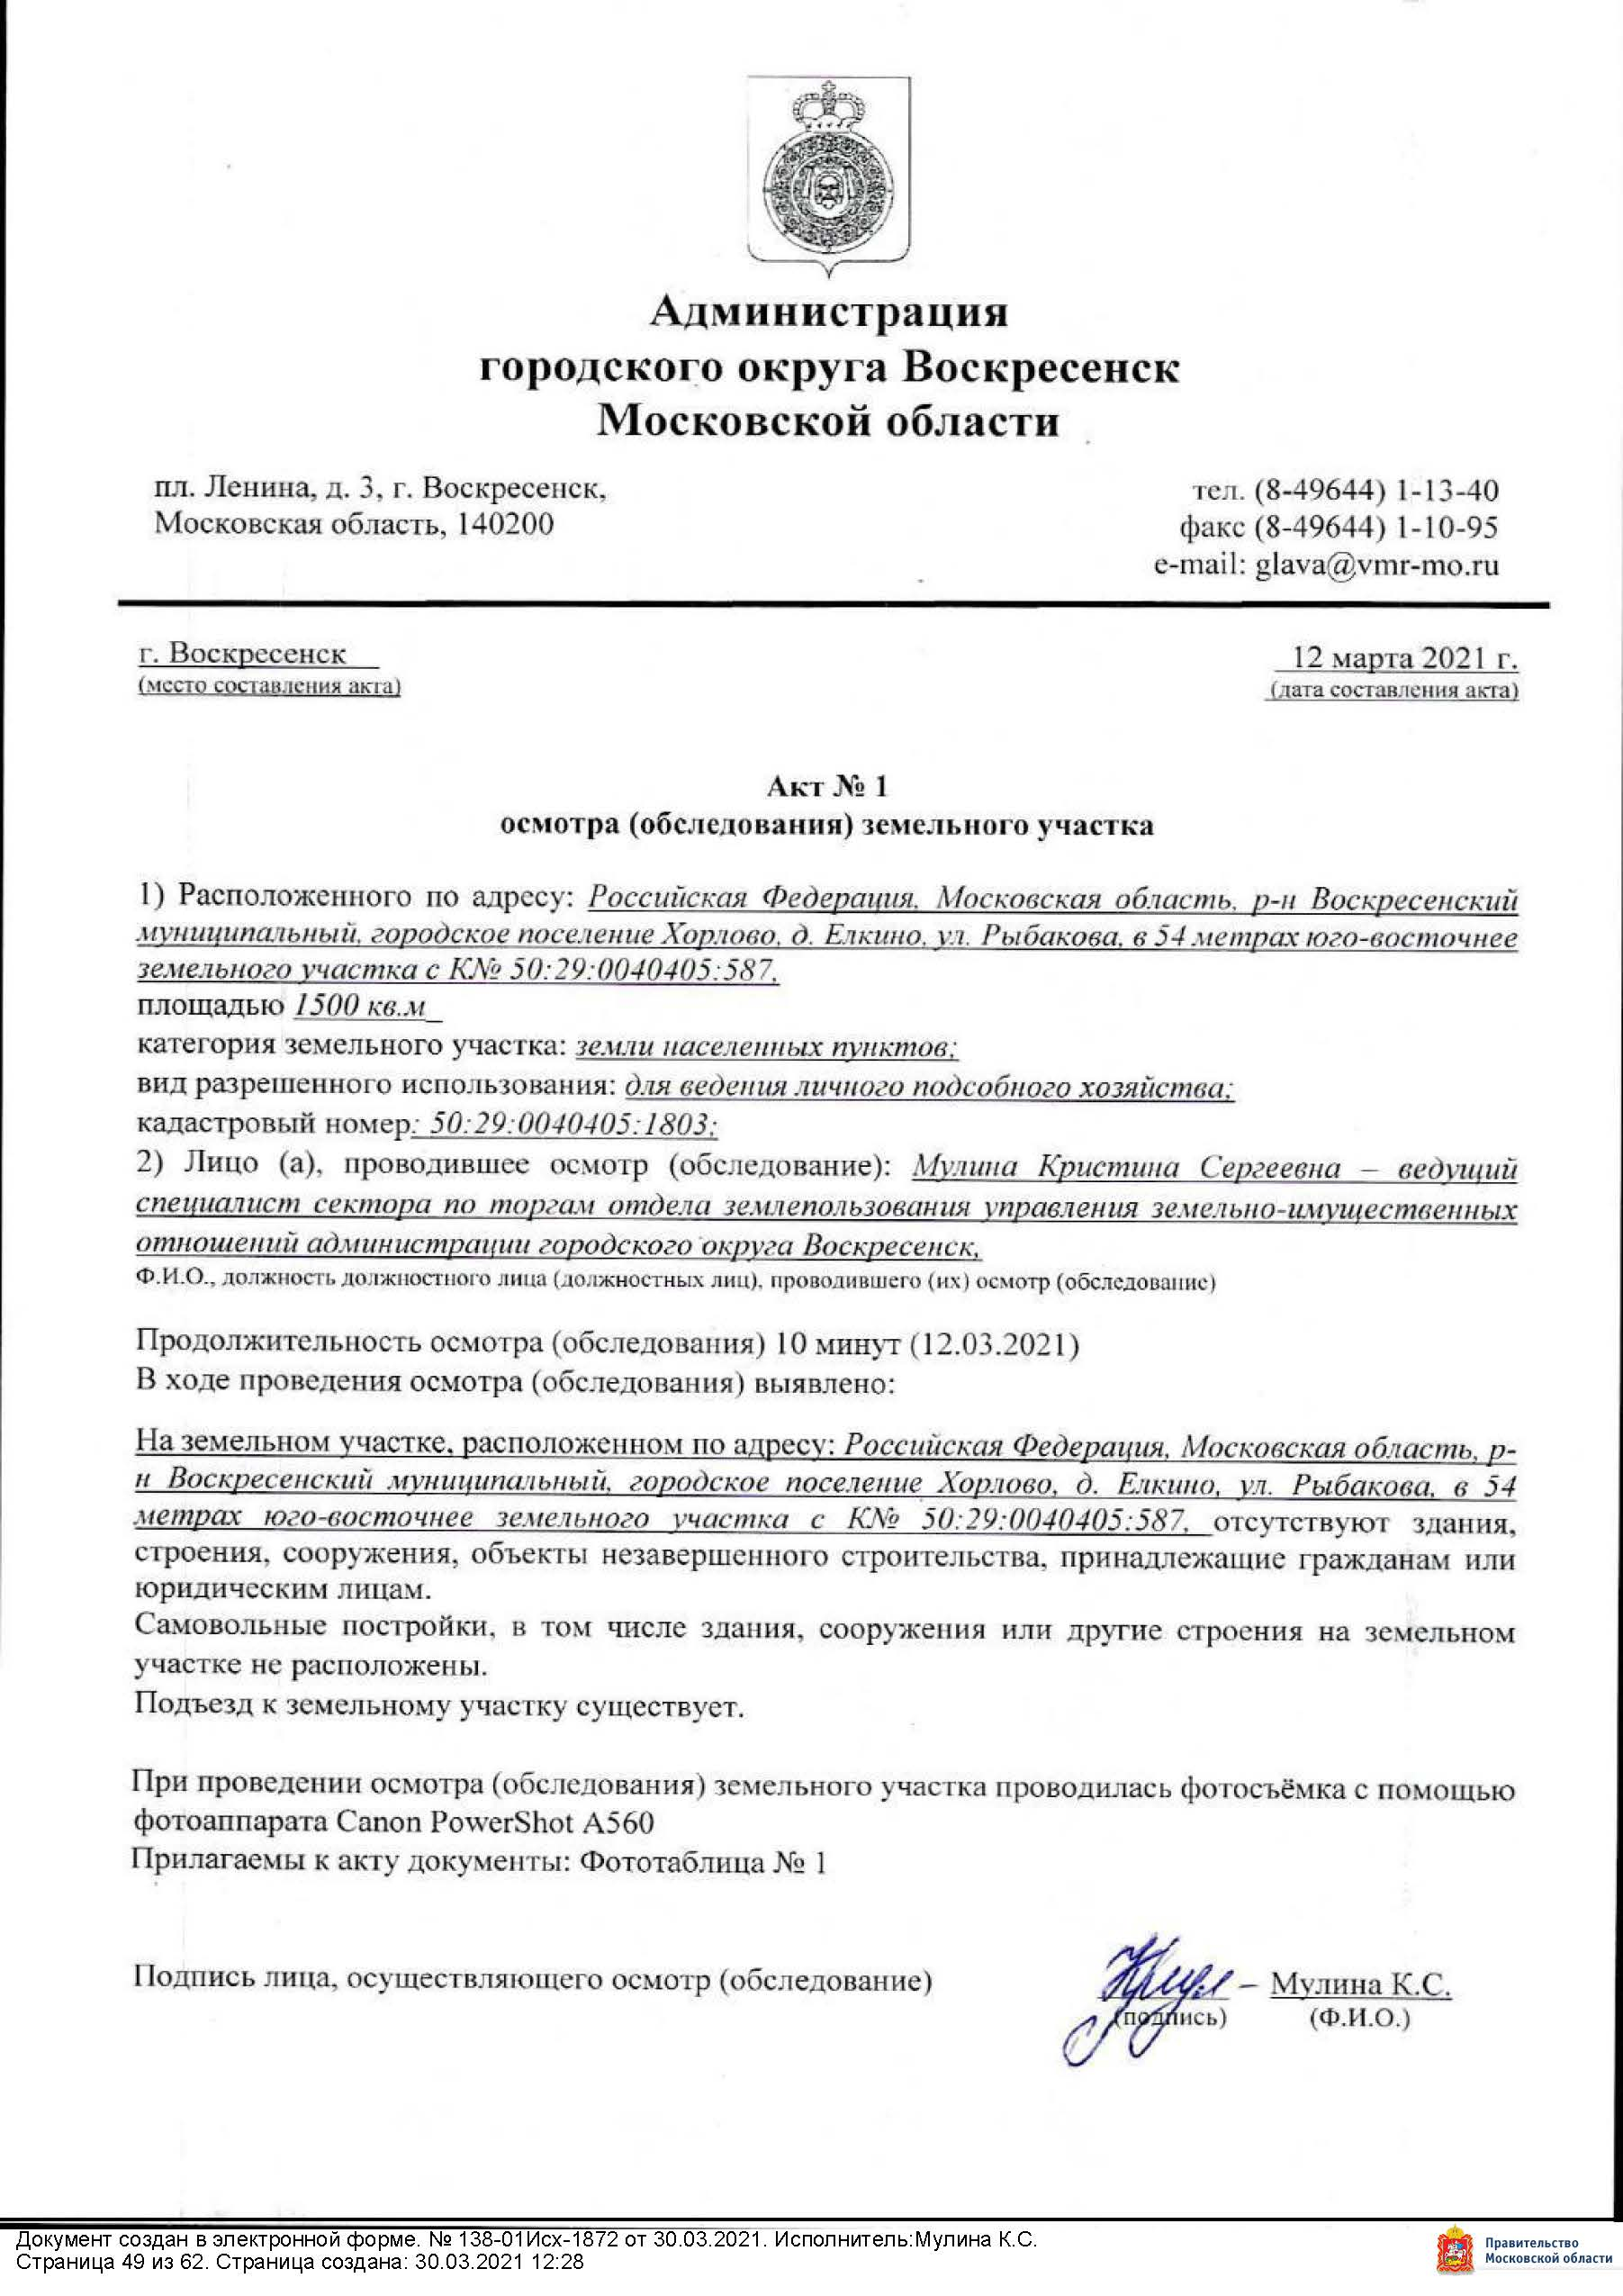 Администрация
городского округа Воскресенск
Московской области
пл. Ленина, д. 3, г. Воскресенск,
Московская область, 140200
тел. (8-49644) 1-13-40
факс (8-49644) 1-10-95
e-mail: glava@vmr-mo.ru
г. Воскресенск
(место составления акта)
12 марта 2021 г.
(дата составления акта)
Акт № 1
осмотра (обследования) земельного участка
1) Расположенного по адресу: Российская Федерация, Московская область, р-н Воскресенский
муниципальный, городское поселение Хорлово, д. Елкино, ул. Рыбакова, в 54 метрах юго-восточнее
земельного участка с К№ 50:29:0040405:587,
площадью 1500 кв.м
категория земельного участка: земли населенных пунктов;
вид разрешенного использования: для ведения личного подсобного хозяйства;
кадастровый номер: 50:29:0040405:1803;
2) Лицо (а), проводившее осмотр (обследование): Мулина Кристина Сергеевна – ведущий
специалист сектора по торгам отдела землепользования управления земельно-имущественных
отношений администрации городского округа Воскресенск,
Ф.И.О., должность должностного лица (должностных лиц), проводившего (их) осмотр (обследование)
Продолжительность осмотра (обследования) 10 минут (12.03.2021)
В ходе проведения осмотра (обследования) выявлено:
На земельном участке, расположенном по адресу: Российская Федерация, Московская область, р-
н Воскресенский муниципальный, городское поселение Хорлово, д. Елкино, ул. Рыбакова, в 54
метрах юго-восточнее земельного участка с К№ 50:29:0040405:587, отсутствуют здания,
строения, сооружения, объекты незавершенного строительства, принадлежащие гражданам или
юридическим лицам.
Самовольные постройки, в том числе здания, сооружения или другие строения на земельном
участке не расположены.
Подъезд к земельному участку существует.
При проведении осмотра (обследования) земельного участка проводилась фотосъёмка с помощью
фотоаппарата Canon PowerShot A560
Прилагаемы к акту документы: Фототаблица № 1
Подпись лица, осуществляющего осмотр (обследование)
– Мулина К.С.
(подпись) (Ф.И.О.)
Документ создан в электронной форме. № 138-01Исх-1872 от 30.03.2021. Исполнитель:Мулина К.С.
Страница 49 из 62. Страница создана: 30.03.2021 12:28
Правительство
Московской области